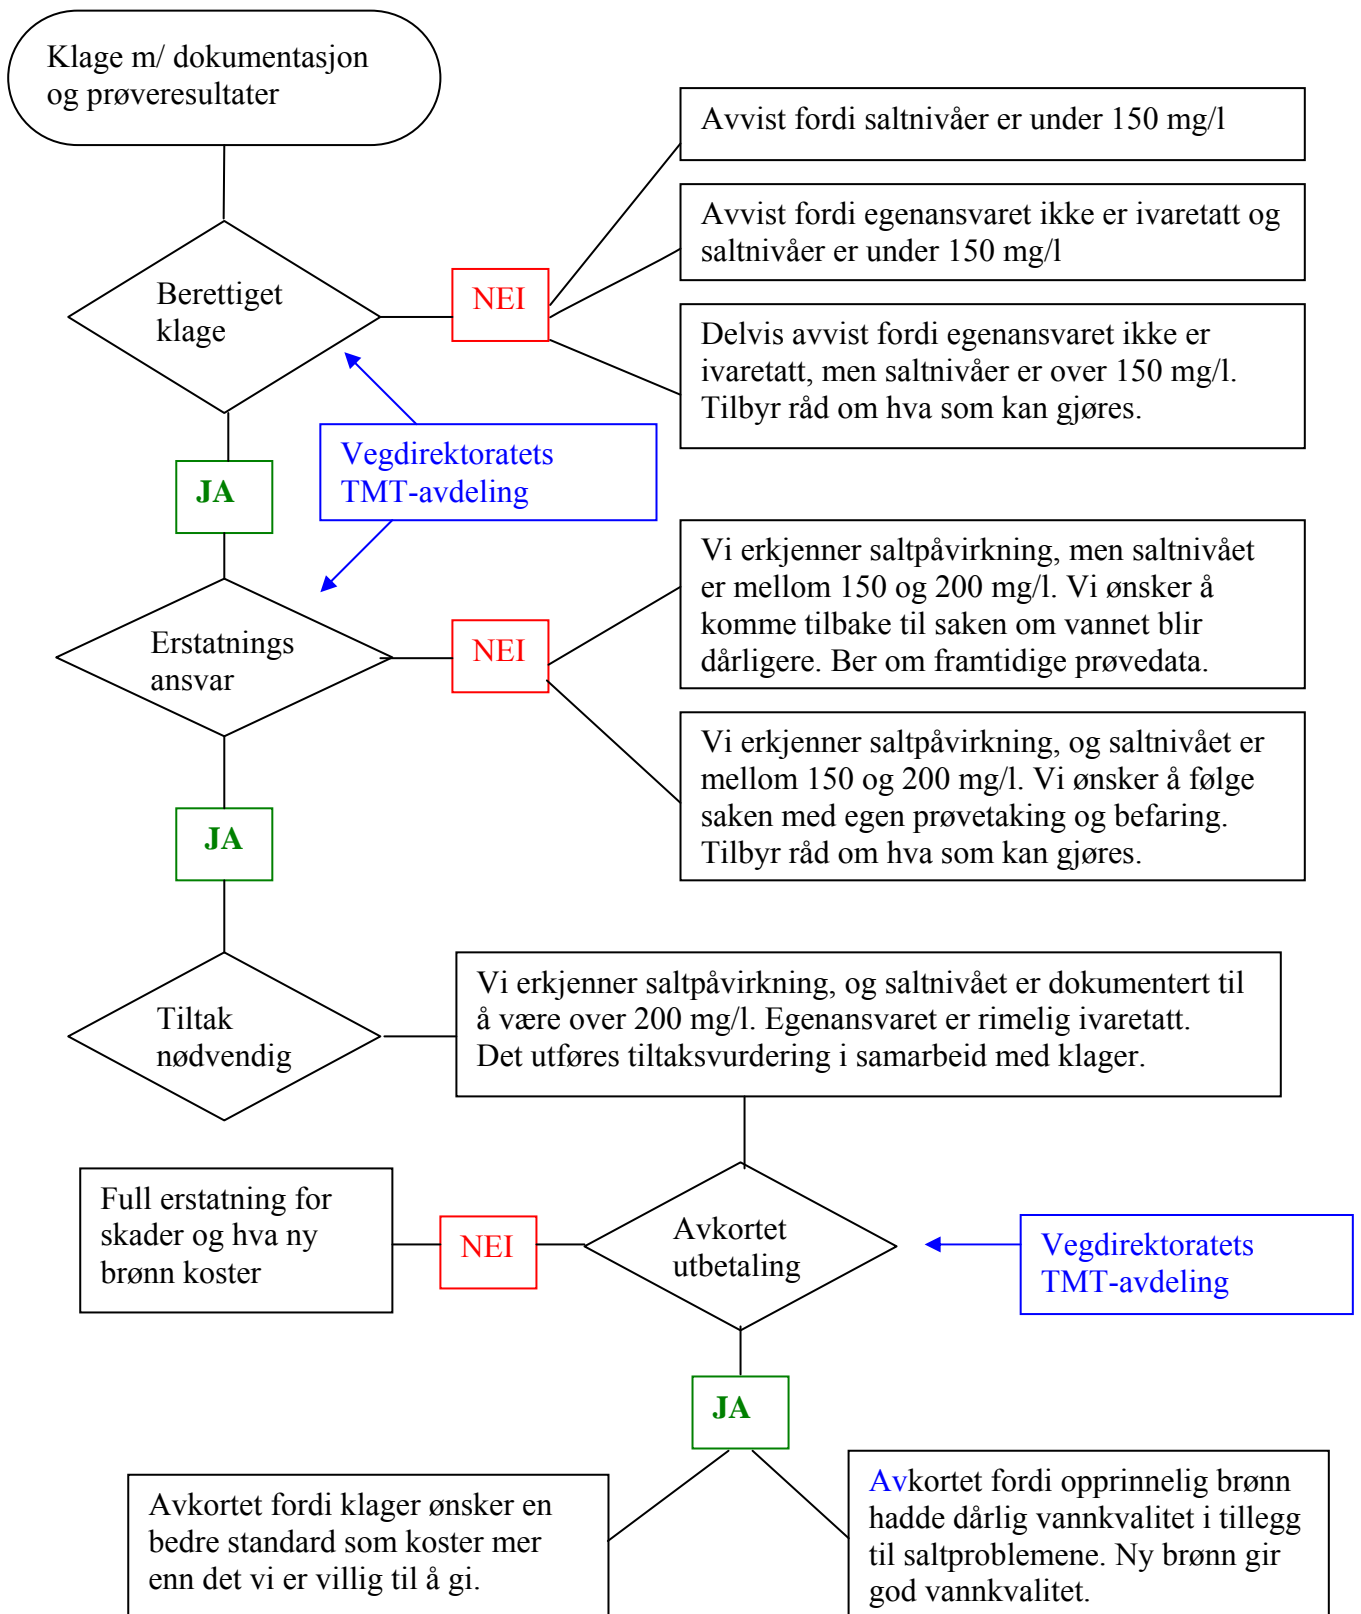 Klage m/ dokumentasjon
og prøveresultater
Avvist fordi saltnivåer er under 150 mg/l
Avvist fordi egenansvaret ikke er ivaretatt og
saltnivåer er under 150 mg/l
Berettiget
klage
NEI
Delvis avvist fordi egenansvaret ikke er
ivaretatt, men saltnivåer er over 150 mg/l.
Tilbyr råd om hva som kan gjøres.
Vegdirektoratets
TMT-avdeling
JA
Vi erkjenner saltpåvirkning, men saltnivået
er mellom 150 og 200 mg/l. Vi ønsker å
komme tilbake til saken om vannet blir
dårligere. Ber om framtidige prøvedata.
Erstatnings
ansvar
NEI
Vi erkjenner saltpåvirkning, og saltnivået er
mellom 150 og 200 mg/l. Vi ønsker å følge
saken med egen prøvetaking og befaring.
Tilbyr råd om hva som kan gjøres.
JA
Tiltak
nødvendig
Vi erkjenner saltpåvirkning, og saltnivået er dokumentert til
å være over 200 mg/l. Egenansvaret er rimelig ivaretatt.
Det utføres tiltaksvurdering i samarbeid med klager.
Full erstatning for
skader og hva ny
brønn koster
NEI
Avkortet
utbetaling
Vegdirektoratets
TMT-avdeling
JA
Avkortet fordi klager ønsker en
bedre standard som koster mer
enn det vi er villig til å gi.
Avkortet fordi opprinnelig brønn
hadde dårlig vannkvalitet i tillegg
til saltproblemene. Ny brønn gir
god vannkvalitet.